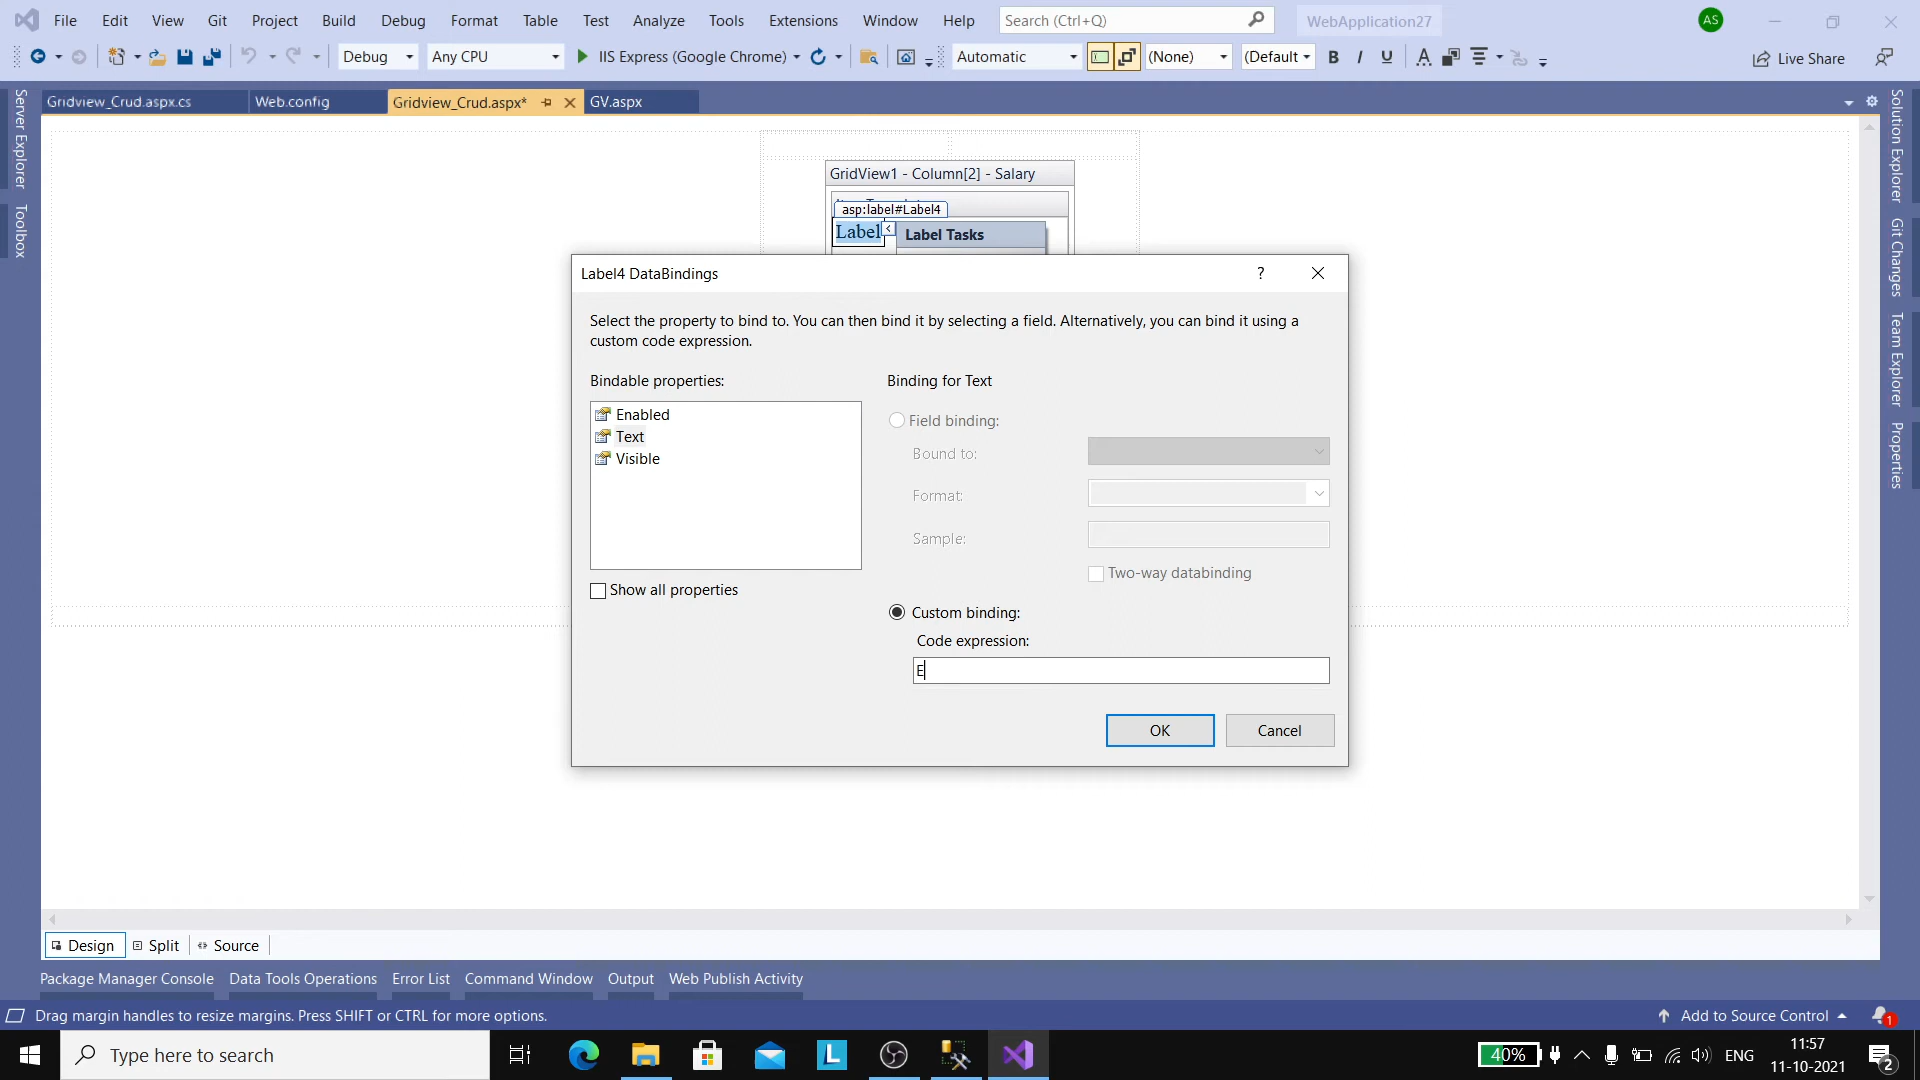 File Edit View Git Project Build Debug Format Table Test Analyze Tools Extensions Window Help Search (Ctrl+Q) WebApplication27 AS
Debug Any CPU IIS Express (Google Chrome) Automatic (None) (Default B I U A Live Share
Gridview_Crud.aspx.cs Web.config Gridview_Crud.aspx* GV.aspx
Server Explorer
Toolbox
GridView1 - Column[2] - Salary
asp:label#Label4
Label Label Tasks
Label4 DataBindings ?
Select the property to bind to. You can then bind it by selecting a field. Alternatively, you can bind it using a
custom code expression.
Bindable properties:
Enabled
Text
Visible
Show all properties
Binding for Text
Field binding:
Bound to:
Format:
Sample:
Two-way databinding
Custom binding:
Code expression:
E
OK Cancel
Solution Explorer
Git Changes
Team Explorer
Properties
Design Split Source
Package Manager Console Data Tools Operations Error List Command Window Output Web Publish Activity
Drag margin handles to resize margins. Press SHIFT or CTRL for more options. Add to Source Control 1
Type here to search L 40% ENG 11:57
11-10-2021 2